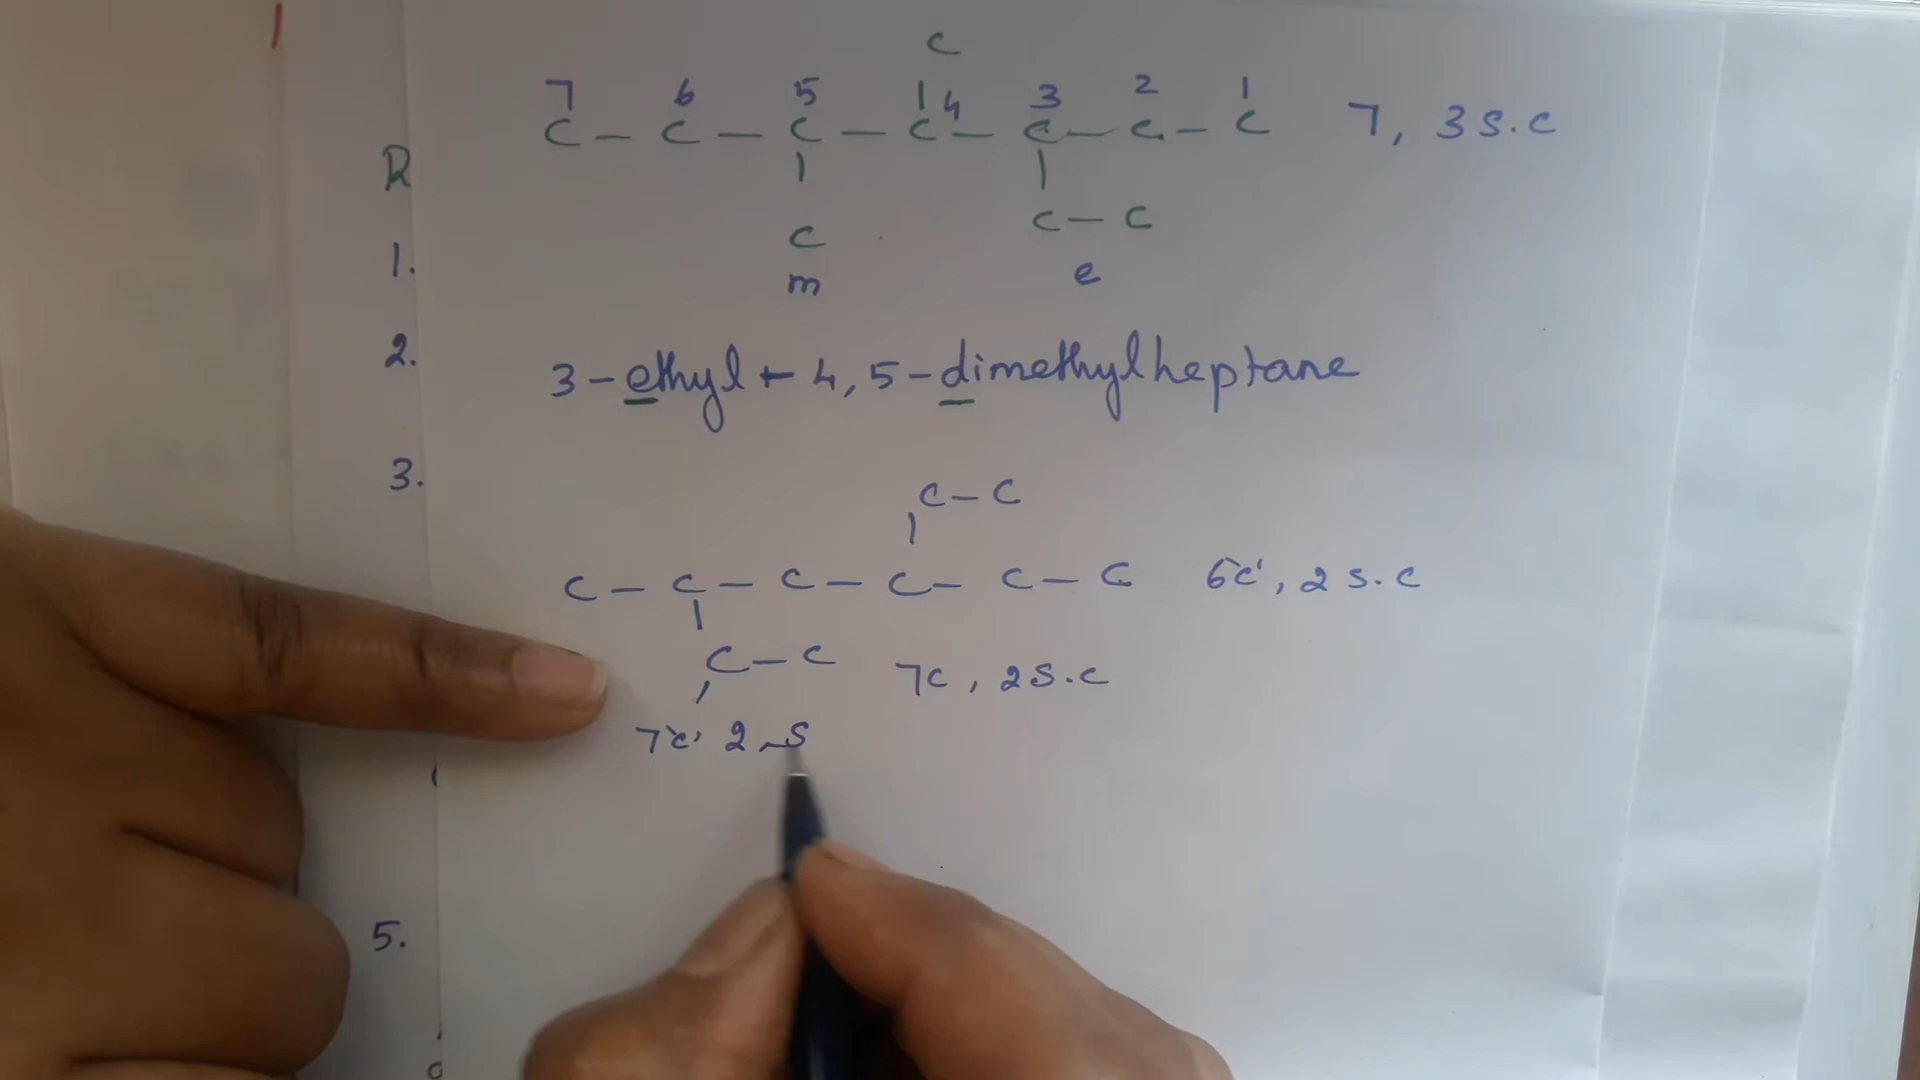 C
7 6 5 4 3 2 1
C - C - C - C - C - C - C 7, 3 s.c
R
C C - C
1.
m e
2.
3-ethyl-4,5-dimethylheptane
3.
C-C
C - C - C - C - C - C 6C', 2 s.c
C-C 7C, 2S.C
7C' 2 S
5.